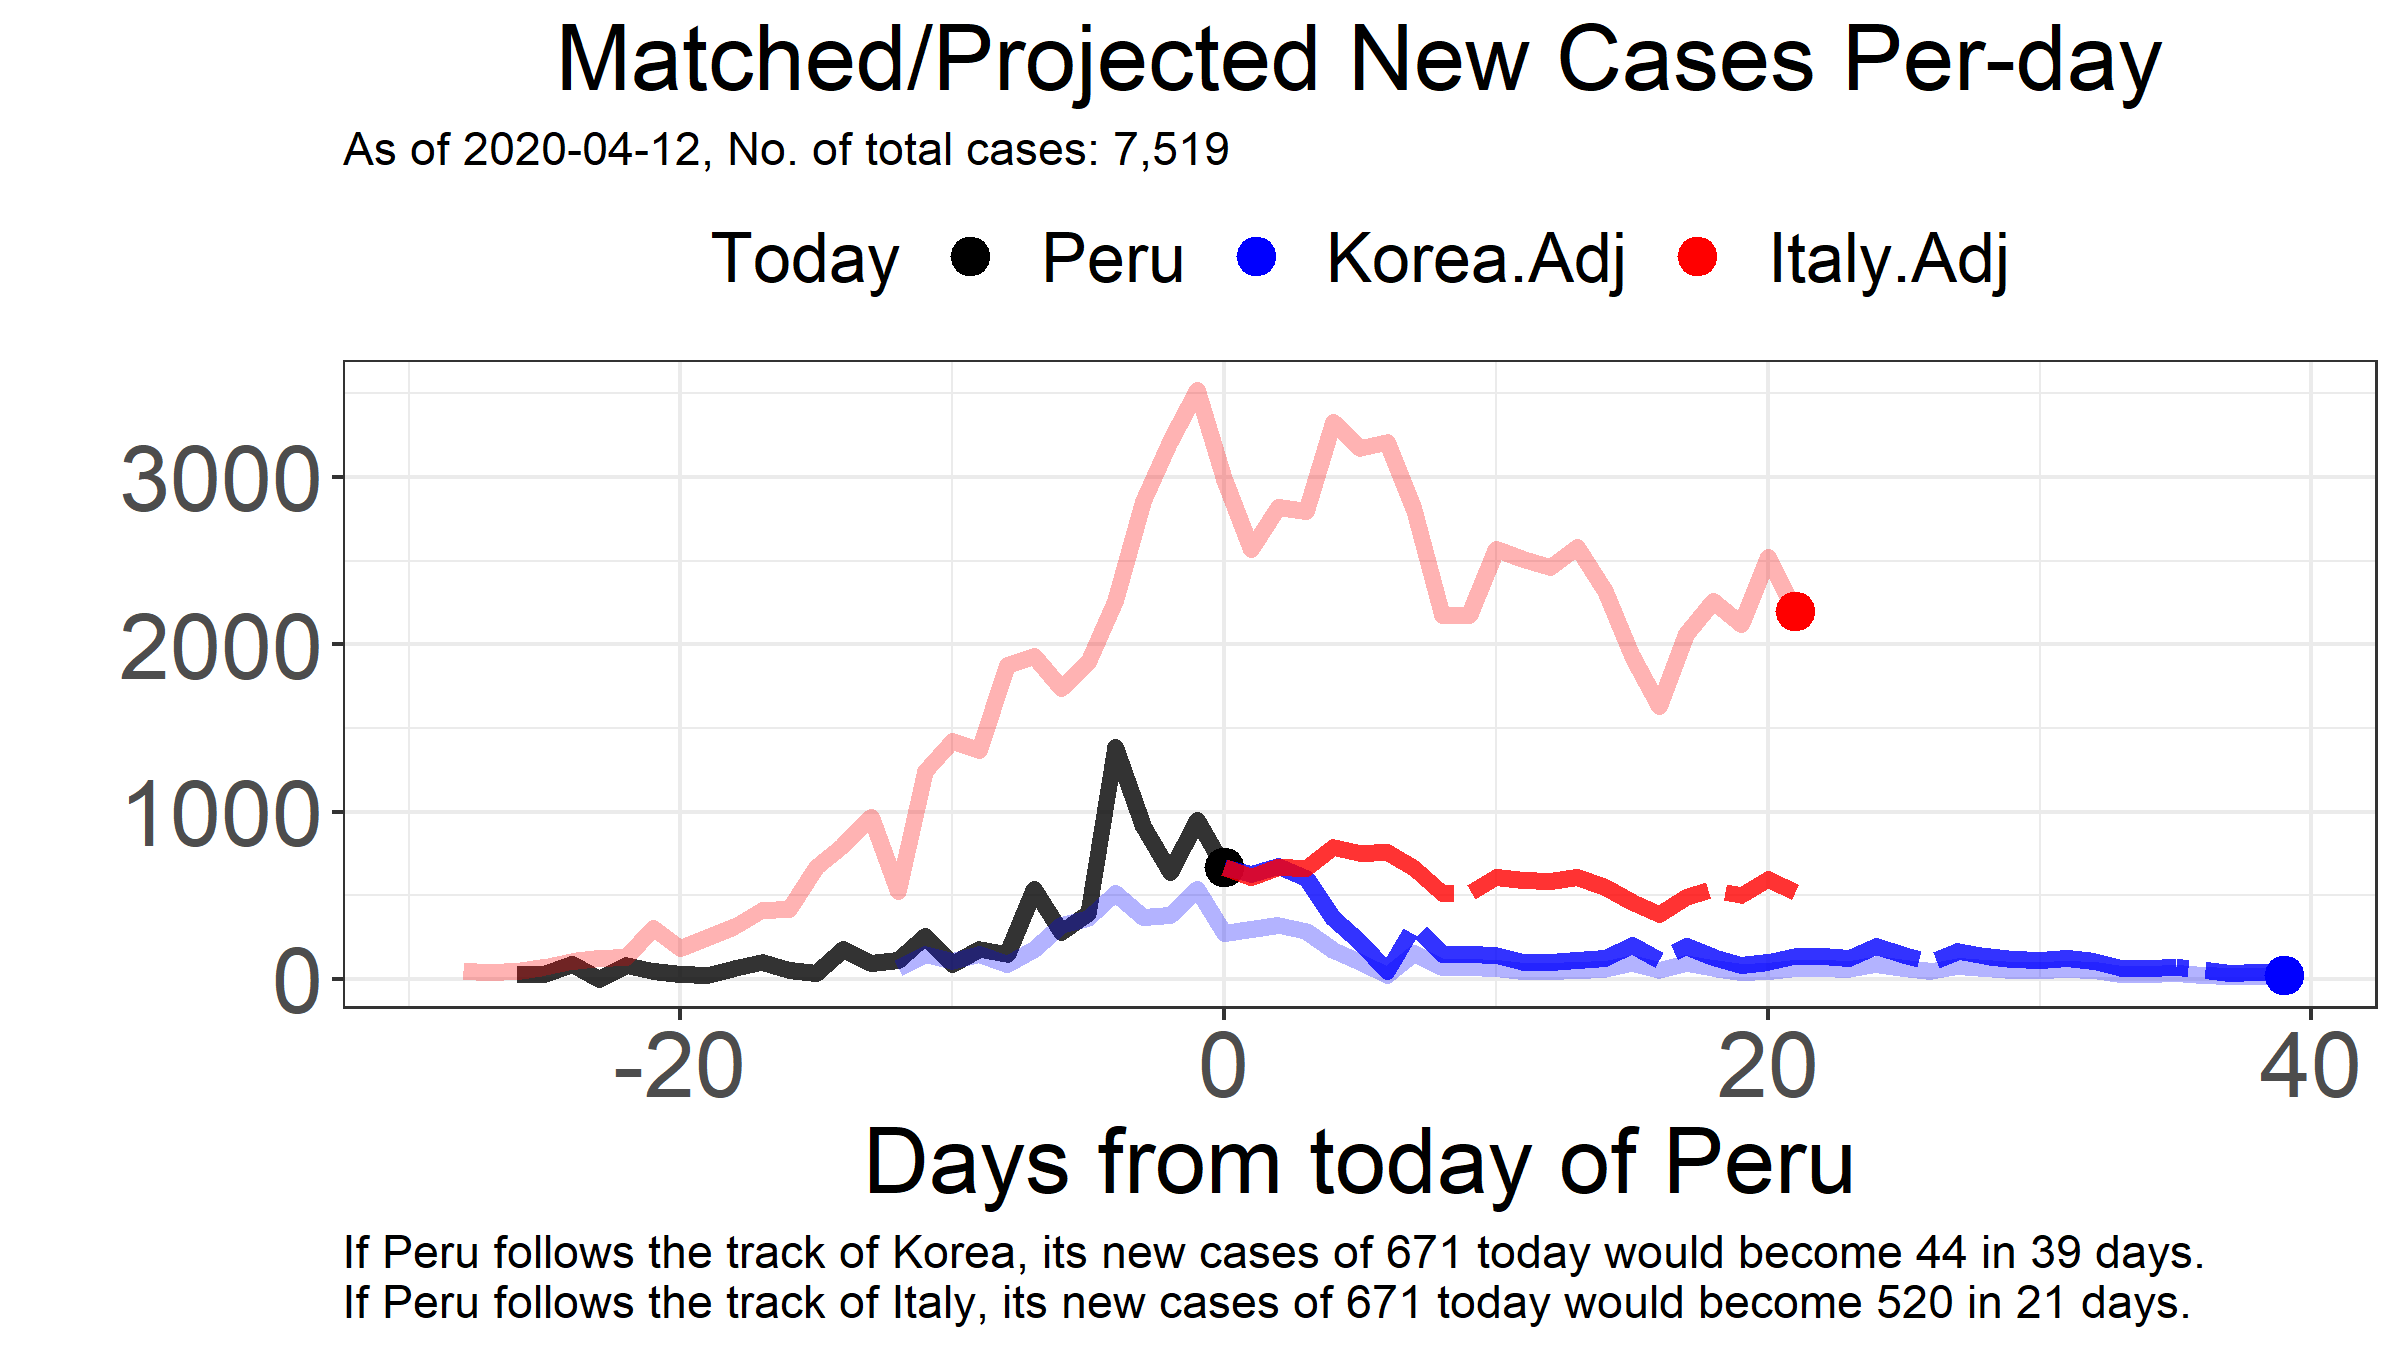 Matched/Projected New Cases Per-day
As of 2020-04-12, No. of total cases: 7,519
Today Peru Korea.Adj Italy.Adj
3000
2000
1000
0
-20 0 20 40
Days from today of Peru
If Peru follows the track of Korea, its new cases of 671 today would become 44 in 39 days.
If Peru follows the track of Italy, its new cases of 671 today would become 520 in 21 days.